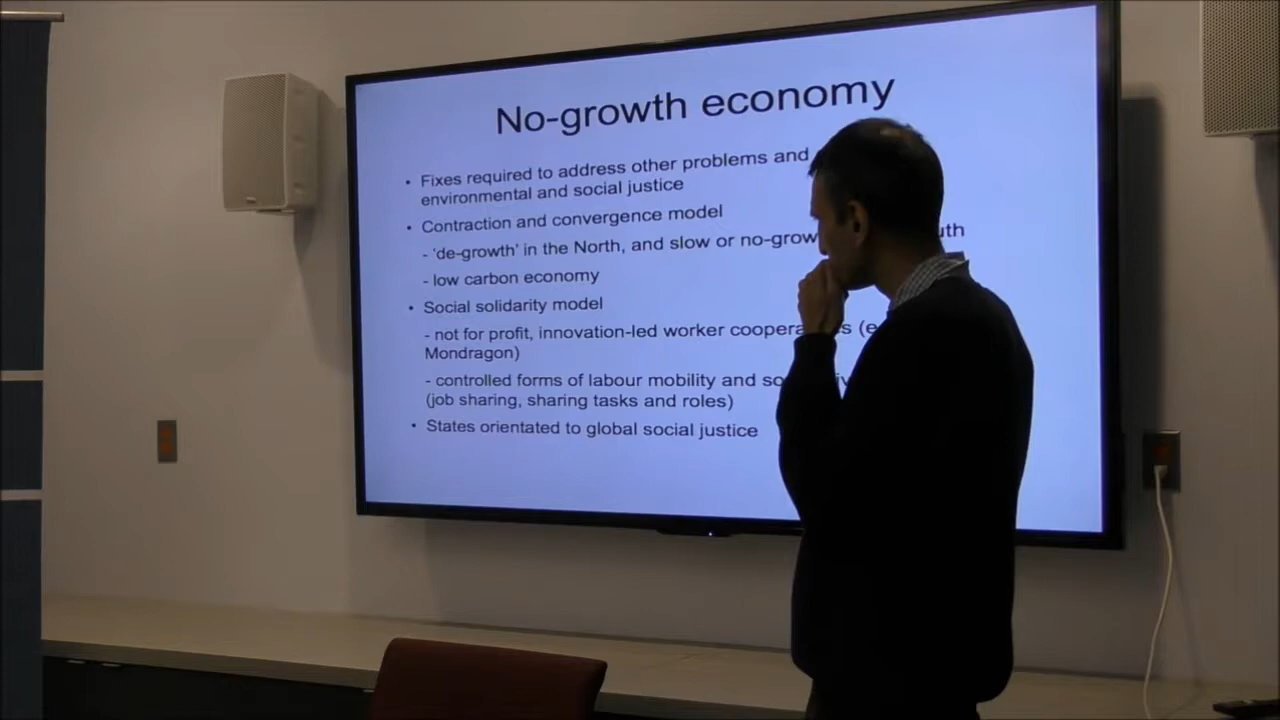 No-growth economy
• Fixes required to address other problems and
environmental and social justice
• Contraction and convergence model
- 'de-growth' in the North, and slow or no-grow
- low carbon economy
• Social solidarity model
- not for profit, innovation-led worker coopera
Mondragon)
- controlled forms of labour mobility and
(job sharing, sharing tasks and roles)
• States orientated to global social justice